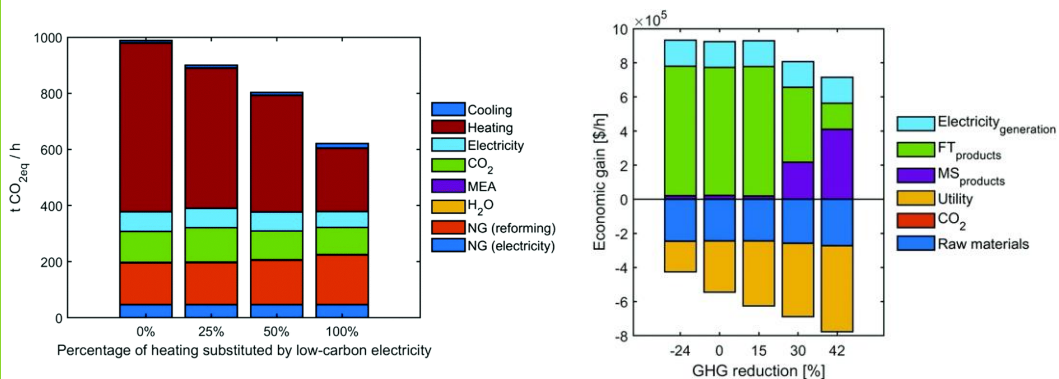 1000
800
600
400
200
0
t CO2eq / h
0% 25% 50% 100%
Percentage of heating substituted by low-carbon electricity
Cooling
Heating
Electricity
CO2
MEA
H2O
NG (reforming)
NG (electricity)
×10^5
10
8
6
4
2
0
-2
-4
-6
-8
Economic gain [$/h]
-24 0 15 30 42
GHG reduction [%]
Electricity generation
FT products
MS products
Utility
CO2
Raw materials